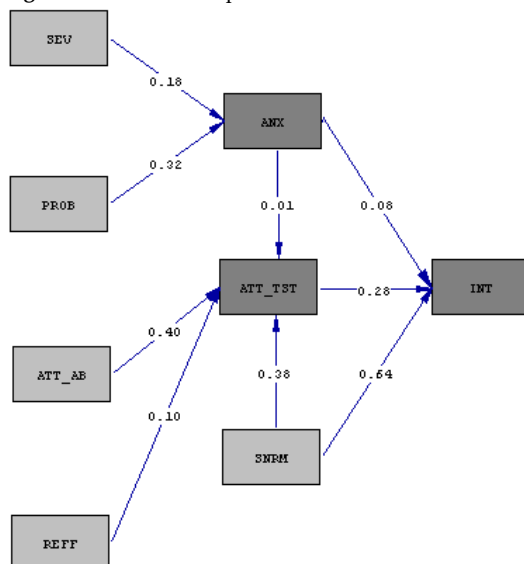 SEV
0.18
ANX
0.32
PROB
0.01
0.08
ATT_TST
0.28
INT
0.40
ATT_AB
0.38
0.54
0.10
SNRM
REFF